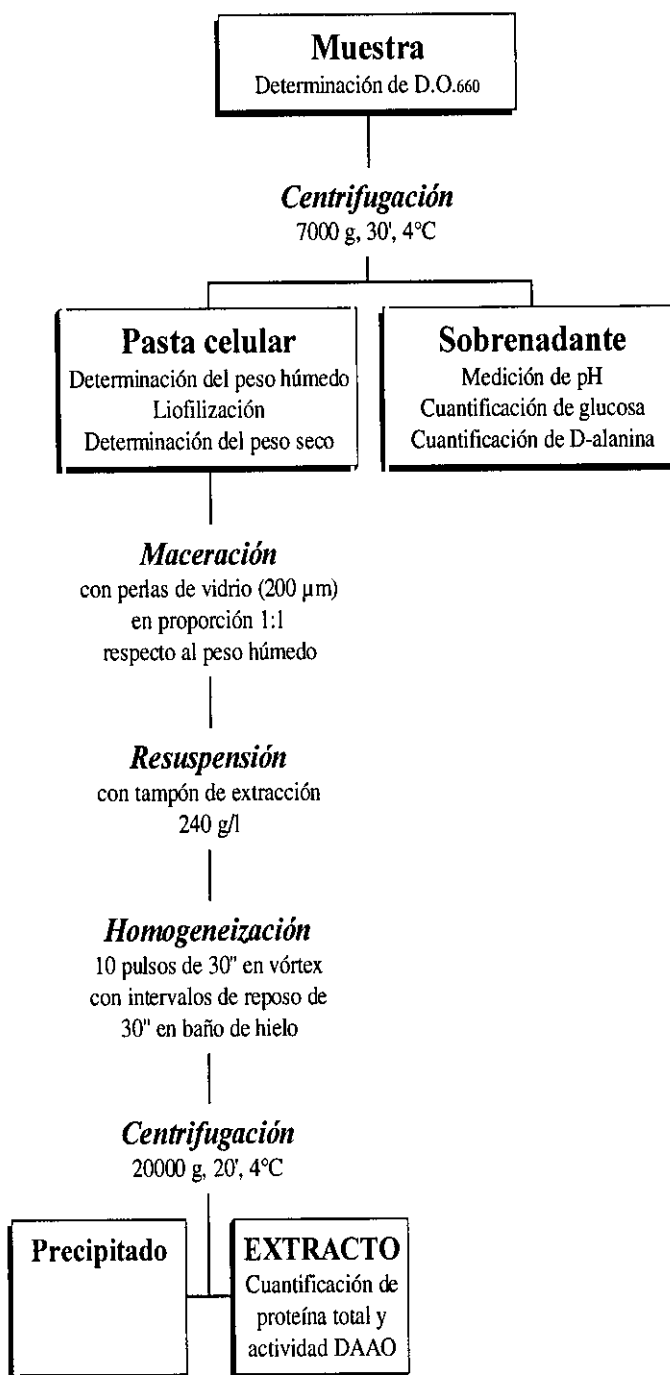 Muestra
Determinación de D.O.660
Centrifugación
7000 g, 30', 4°C
Pasta celular
Determinación del peso húmedo
Liofilización
Determinación del peso seco
Sobrenadante
Medición de pH
Cuantificación de glucosa
Cuantificación de D-alanina
Maceración
con perlas de vidrio (200 µm)
en proporción 1:1
respecto al peso húmedo
Resuspensión
con tampón de extracción
240 g/l
Homogeneización
10 pulsos de 30" en vórtex
con intervalos de reposo de
30" en baño de hielo
Centrifugación
20000 g, 20', 4°C
Precipitado
EXTRACTO
Cuantificación de
proteína total y
actividad DAAO